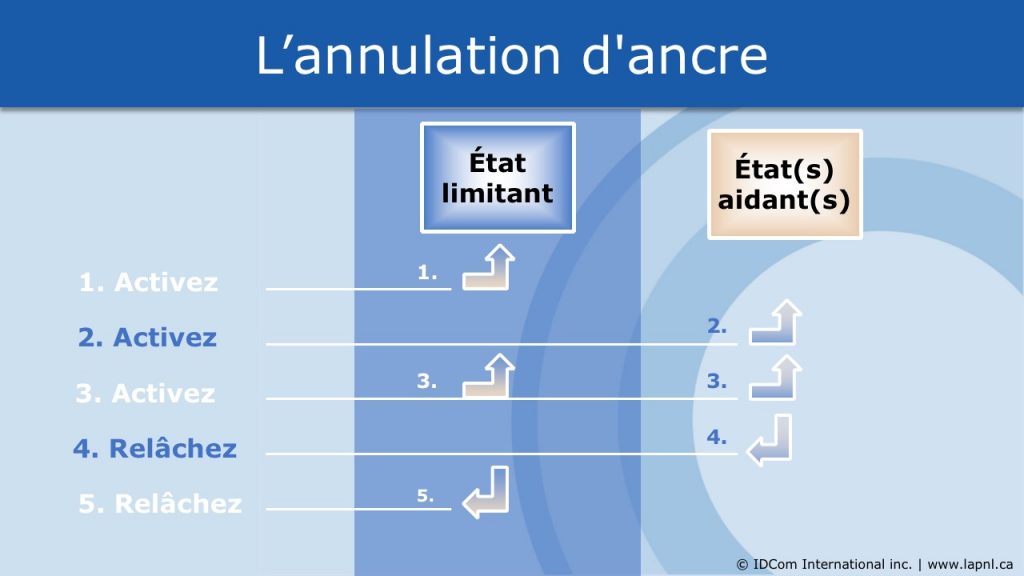 L’annulation d'ancre
État
limitant
État(s)
aidant(s)
1. Activez 1.
2. Activez 2.
3. Activez 3. 3.
4. Relâchez 4.
5. Relâchez 5.
© IDCom International inc. | www.lapnl.ca